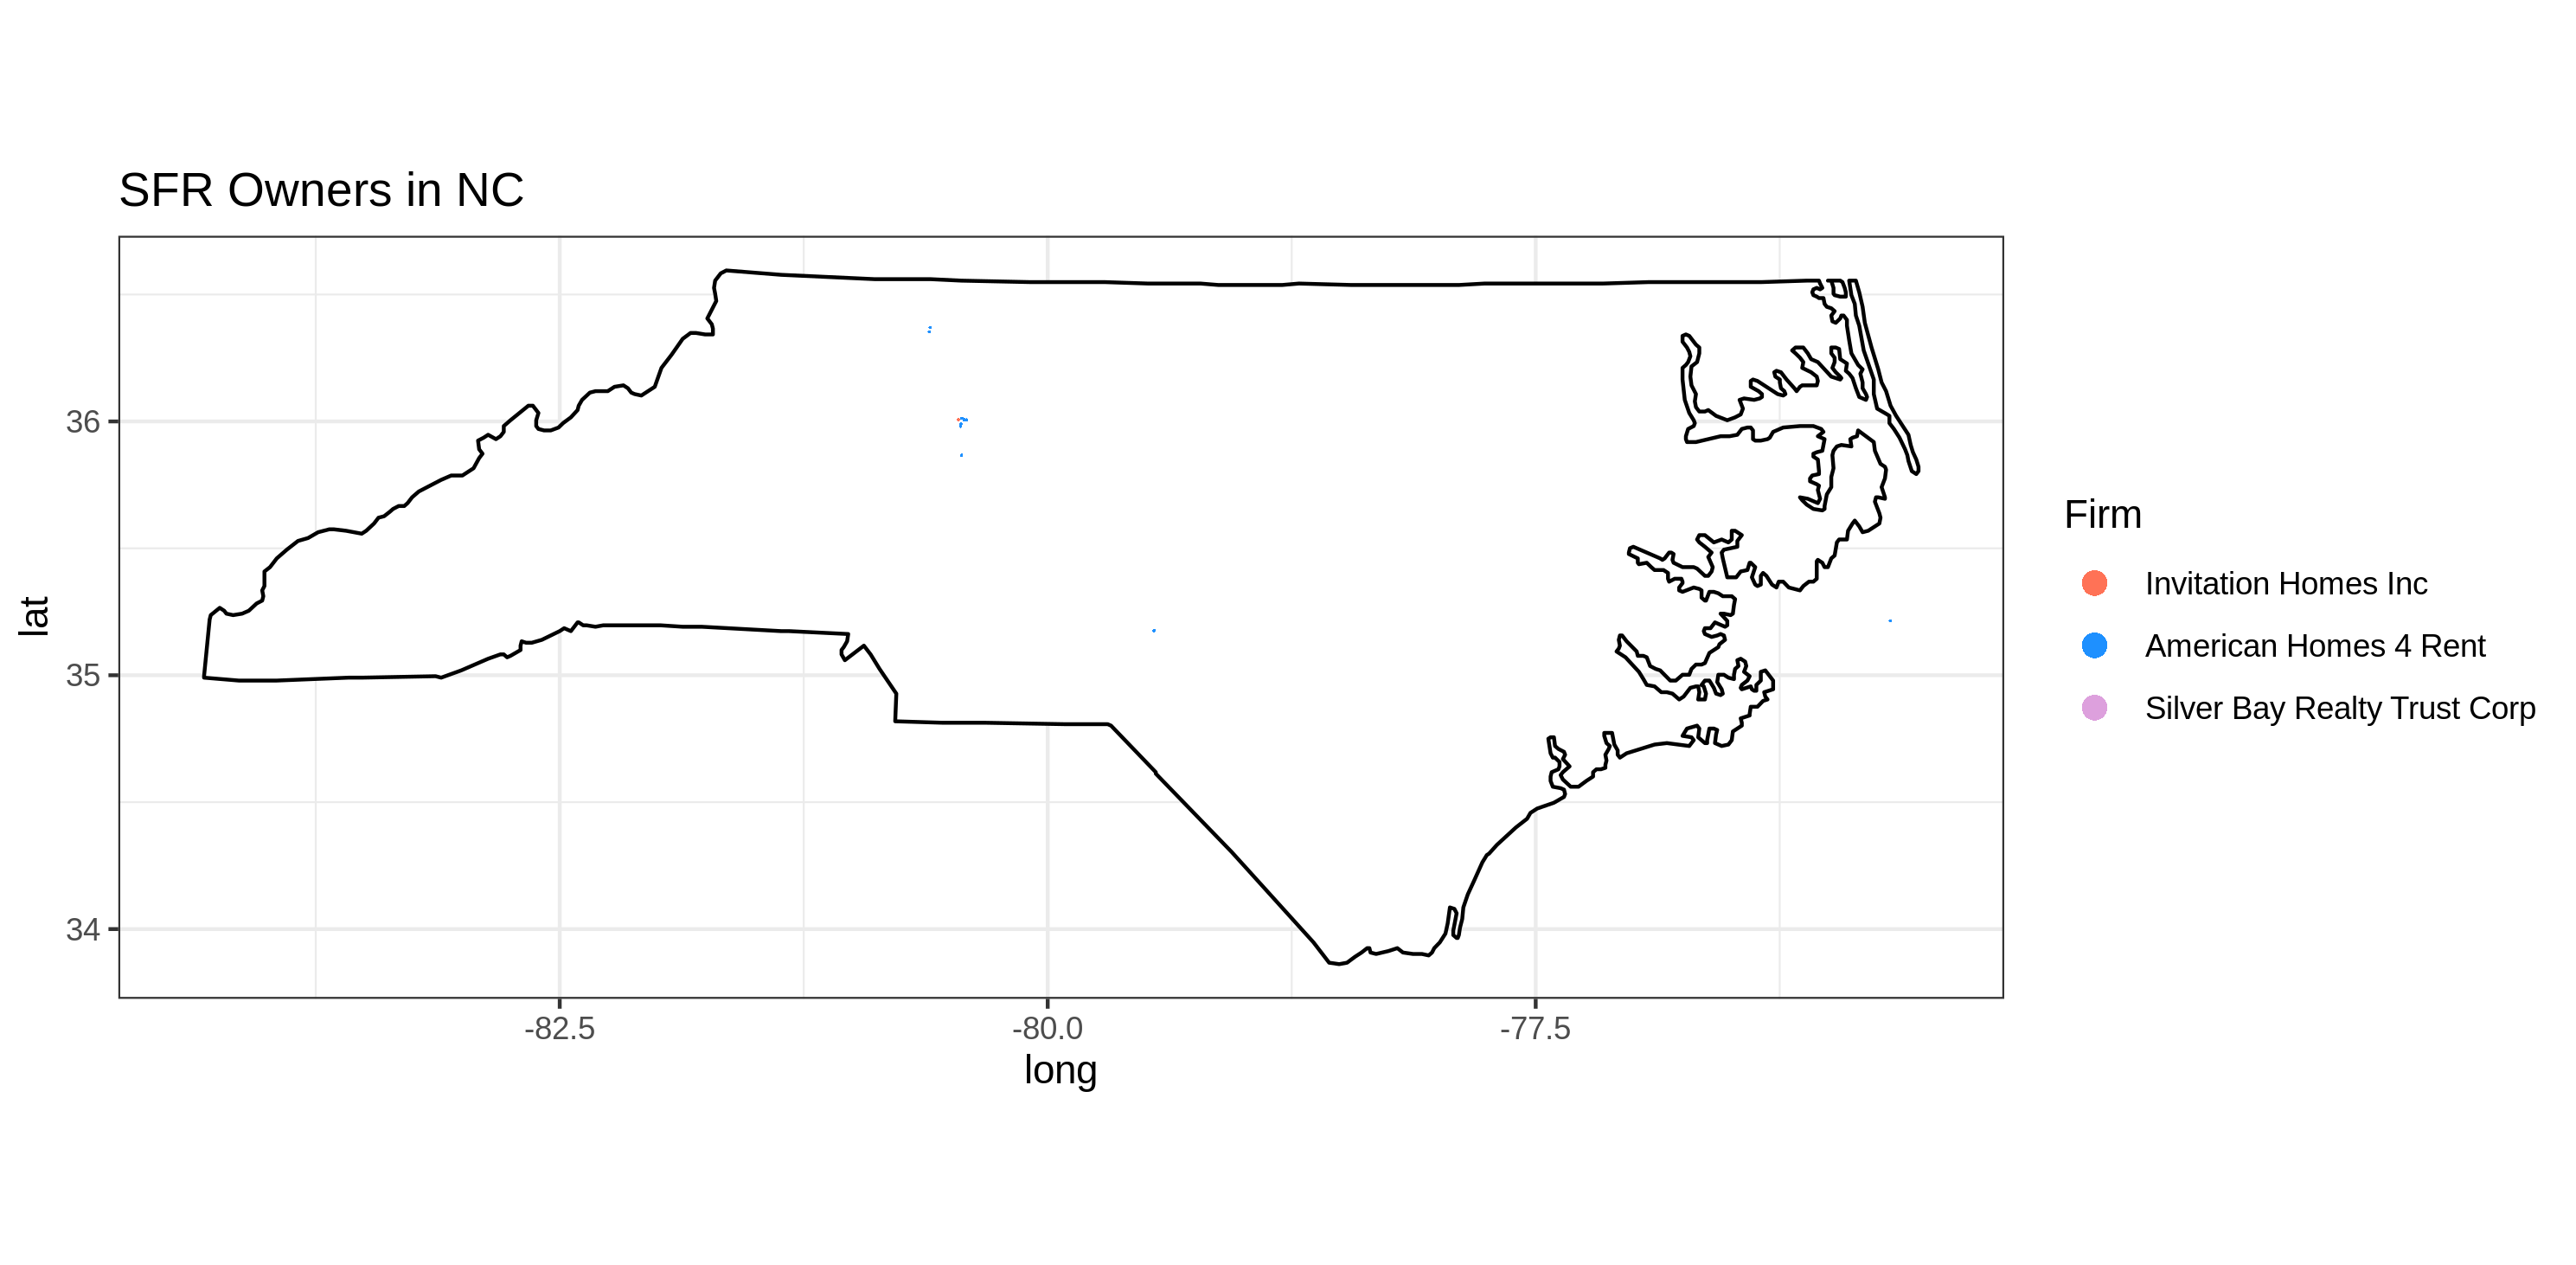 SFR Owners in NC
36
35
34
lat
-82.5
-80.0
-77.5
long
Firm
Invitation Homes Inc
American Homes 4 Rent
Silver Bay Realty Trust Corp